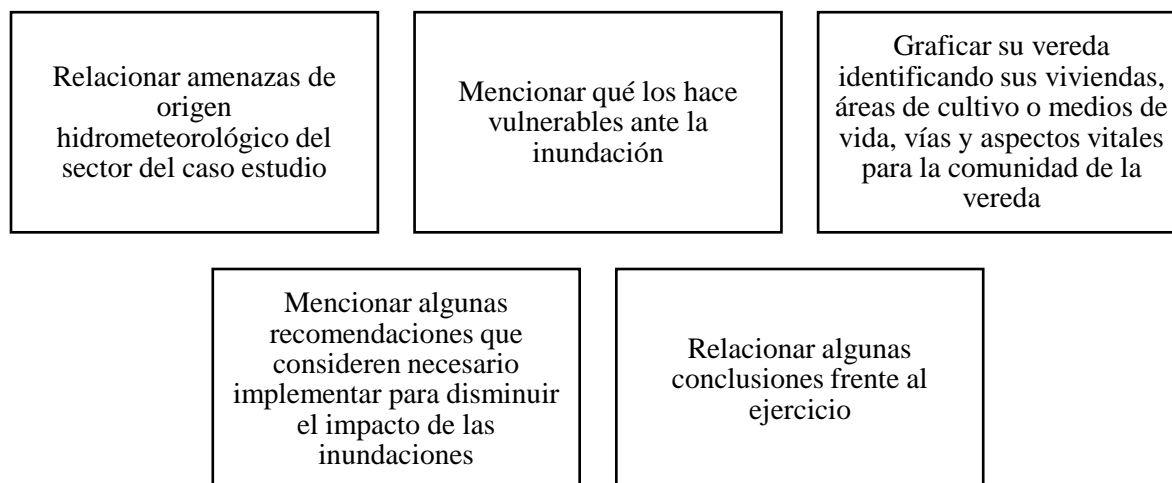 Relacionar amenazas de
origen
hidrometeorológico del
sector del caso estudio
Mencionar qué los hace
vulnerables ante la
inundación
Graficar su vereda
identificando sus viviendas,
áreas de cultivo o medios de
vida, vías y aspectos vitales
para la comunidad de la
vereda
Mencionar algunas
recomendaciones que
consideren necesario
implementar para disminuir
el impacto de las
inundaciones
Relacionar algunas
conclusiones frente al
ejercicio